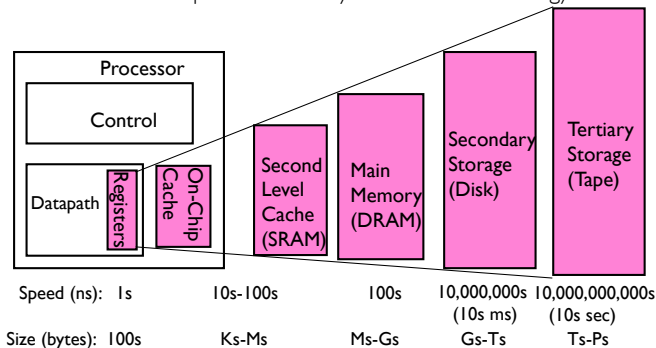 Processor
Control
Datapath
Registers
On-Chip
Cache
Second
Level
Cache
(SRAM)
Main
Memory
(DRAM)
Secondary
Storage
(Disk)
Tertiary
Storage
(Tape)
Speed (ns): 1s 10s-100s 100s 10,000,000s 10,000,000,000s
(10s ms) (10s sec)
Size (bytes): 100s Ks-Ms Ms-Gs Gs-Ts Ts-Ps